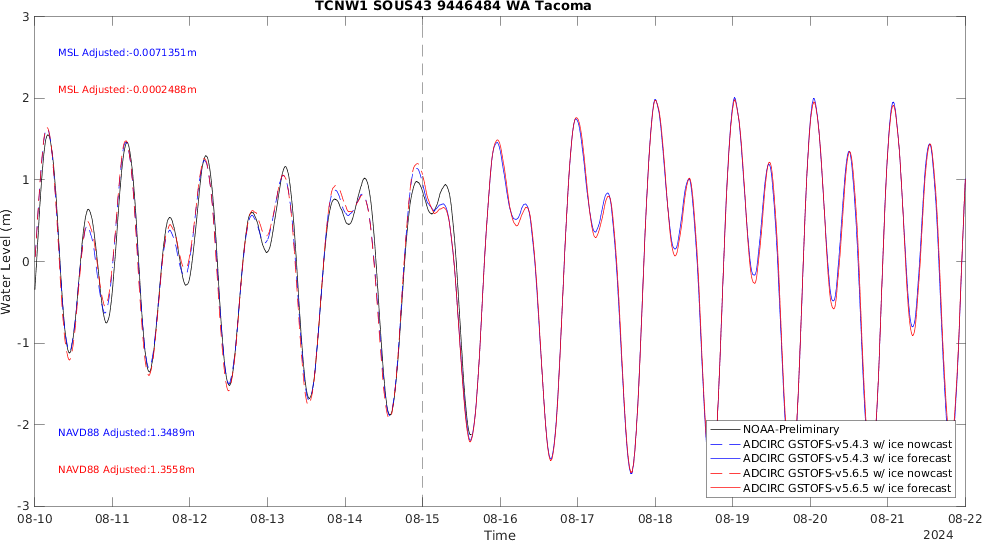 TCNW1 SOUS43 9446484 WA Tacoma
MSL Adjusted:-0.0071351m
MSL Adjusted:-0.0002488m
NAVD88 Adjusted:1.3489m
NAVD88 Adjusted:1.3558m
Water Level (m)
3
2
1
0
-1
-2
-3
NOAA-Preliminary
ADCIRC GSTOFS-v5.4.3 w/ ice nowcast
ADCIRC GSTOFS-v5.4.3 w/ ice forecast
ADCIRC GSTOFS-v5.6.5 w/ ice nowcast
ADCIRC GSTOFS-v5.6.5 w/ ice forecast
08-10 08-11 08-12 08-13 08-14 08-15 08-16 08-17 08-18 08-19 08-20 08-21 08-22
Time
2024